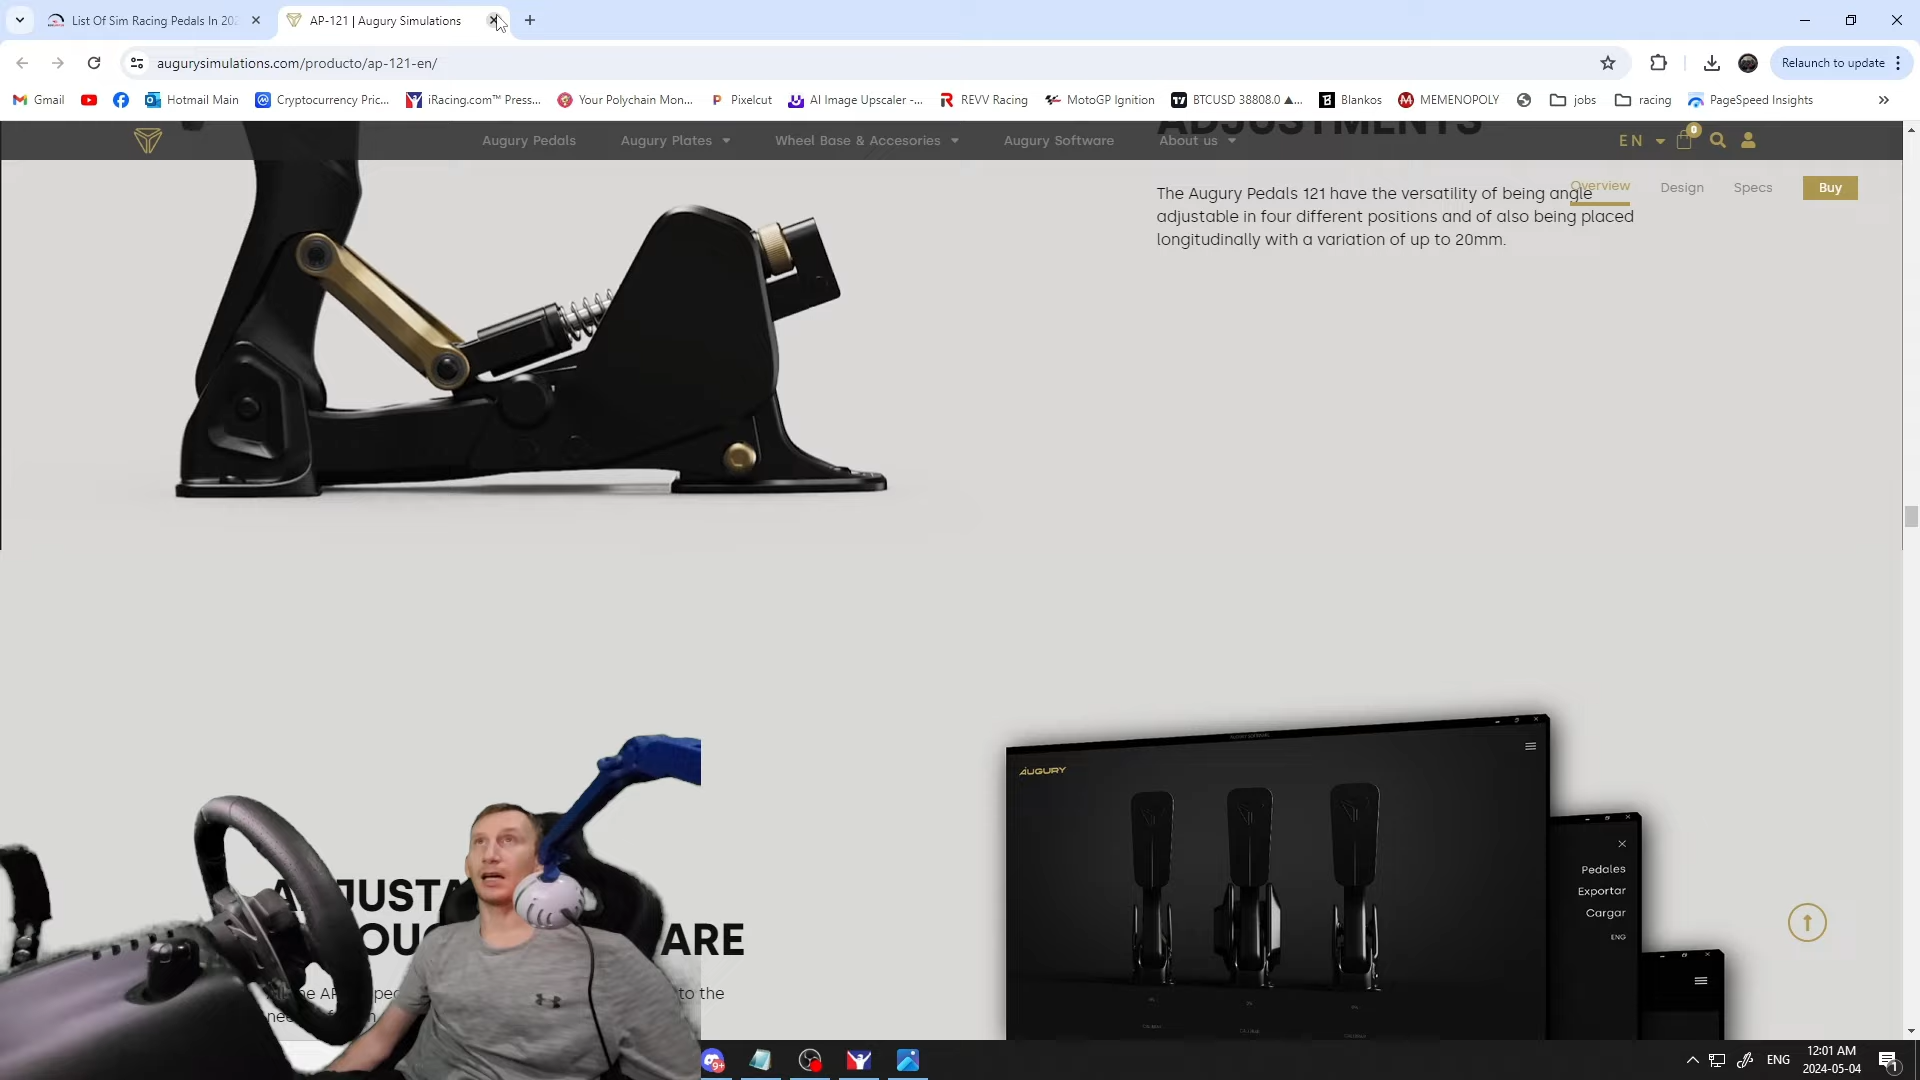 List Of Sim Racing Pedals In 202
AP-121 | Augury Simulations
augurysimulations.com/producto/ap-121-en/
Relaunch to update
Gmail
Hotmail Main
Cryptocurrency Pric...
iRacing.com™ Press...
Your Polychain Mon...
Pixelcut
AI Image Upscaler -...
REVV Racing
MotoGP Ignition
BTCUSD 38808.0 ▲...
Blankos
MEMENOPOLY
jobs
racing
PageSpeed Insights
»
ADJUSTMENTS
Augury Pedals
Augury Plates
Wheel Base & Accesories
Augury Software
About us
EN
0
Overview
Design
Specs
Buy
The Augury Pedals 121 have the versatility of being angle
adjustable in four different positions and of also being placed
longitudinally with a variation of up to 20mm.
AUGURY
Pedales
Exportar
Cargar
ENG
ARE
to the
9+
ENG
12:01 AM
2024-05-04
1